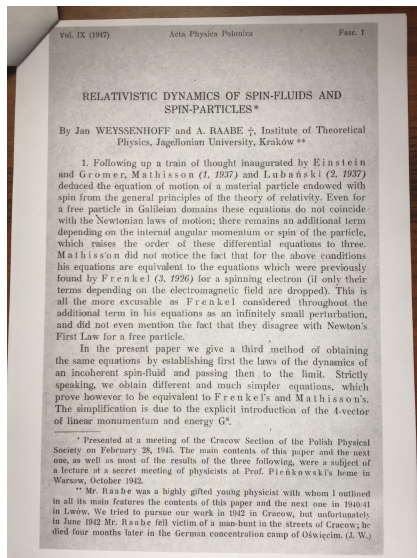 Vol. IX (1947) Acta Physica Polonica Fasc. 1
RELATIVISTIC DYNAMICS OF SPIN-FLUIDS AND
SPIN-PARTICLES*
By Jan WEYSSENHOFF and A. RAABE †, Institute of Theoretical
Physics, Jagellonian University, Kraków **
1. Following up a train of thought inaugurated by Einstein
and Gromer, Mathisson (1, 1937) and Lubański (2, 1937)
deduced the equation of motion of a material particle endowed with
spin from the general principles of the theory of relativity. Even for
a free particle in Galileian domains these equations do not coincide
with the Newtonian laws of motion; there remains an additional term
depending on the internal angular momentum or spin of the particle,
which raises the order of these differential equations to three.
Mathisson did not notice the fact that for the above conditions
his equations are equivalent to the equations which were previously
found by Frenkel (3, 1926) for a spinning electron (if only their
terms depending on the electromagnetic field are dropped). This is
all the more excusable as Frenkel considered throughout the
additional term in his equations as an infinitely small perturbation,
and did not even mention the fact that they disagree with Newton's
First Law for a free particle.
In the present paper we give a third method of obtaining
the same equations by establishing first the laws of the dynamics of
an incoherent spin-fluid and passing then to the limit. Strictly
speaking, we obtain different and much simpler equations, which
prove however to be equivalent to Frenkel's and Mathisson's.
The simplification is due to the explicit introduction of the 4-vector
of linear monumentum and energy Gᵅ.
* Presented at a meeting of the Cracow Section of the Polish Physical
Society on February 28, 1945. The main contents of this paper and the next
one, as well as most of the results of the three following, were a subject of
a lecture at a secret meeting of physicists at Prof. Pieńkowski's heme in
Warsaw, October 1942.
** Mr. Raabe was a highly gifted young physicist with whom I outlined
in all its main features the contents of this paper and the next one in 1940/41
in Lwów. We tried to pursue our work in 1942 in Cracow, but unfortunately
in June 1942 Mr. Raabe fell victim of a man-hunt in the streets of Cracow; he
died four months later in the German concentration camp of Oświęcim. (J. W.)